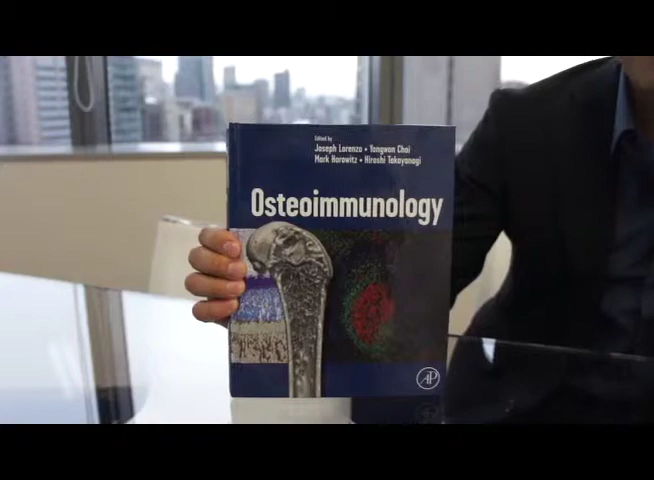 Edited by
Joseph Lorenzo • Yongwon Choi
Mark Horowitz • Hiroshi Takayanagi
Osteoimmunology
AP